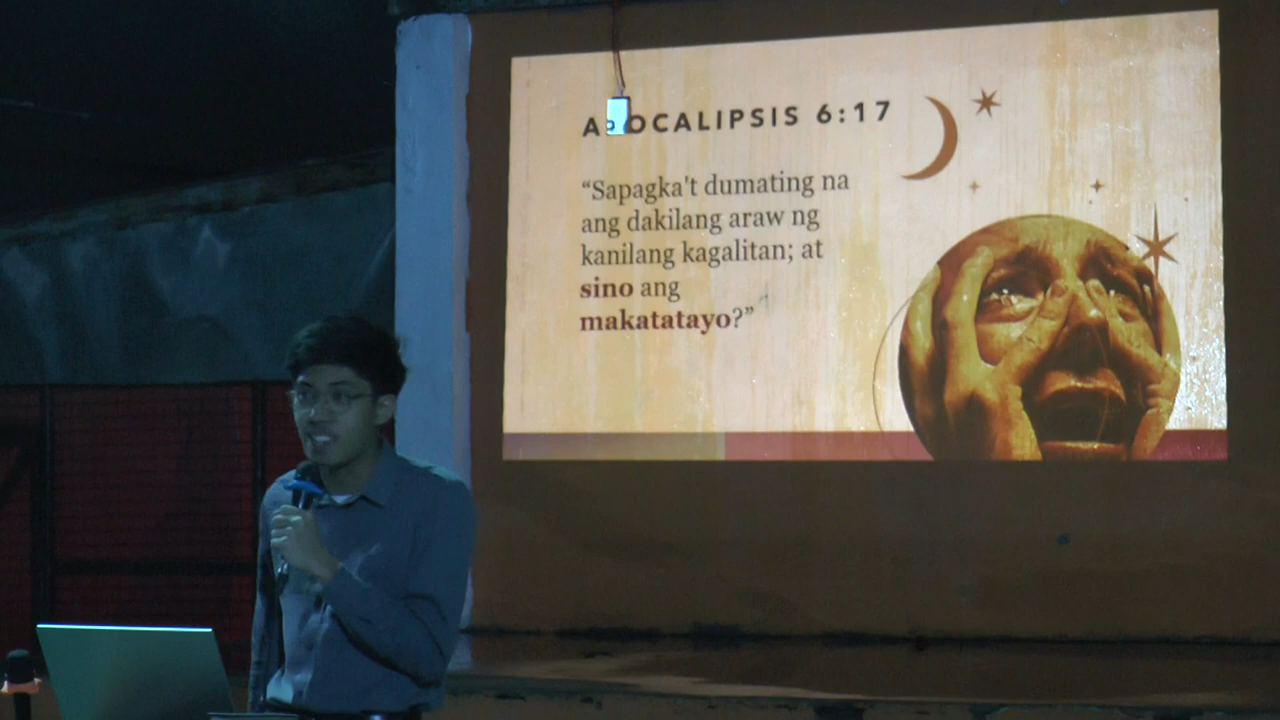 APOCALIPSIS 6:17
“Sapagka't dumating na
ang dakilang araw ng
kanilang kagalitan; at
sino ang
makatatayo?”